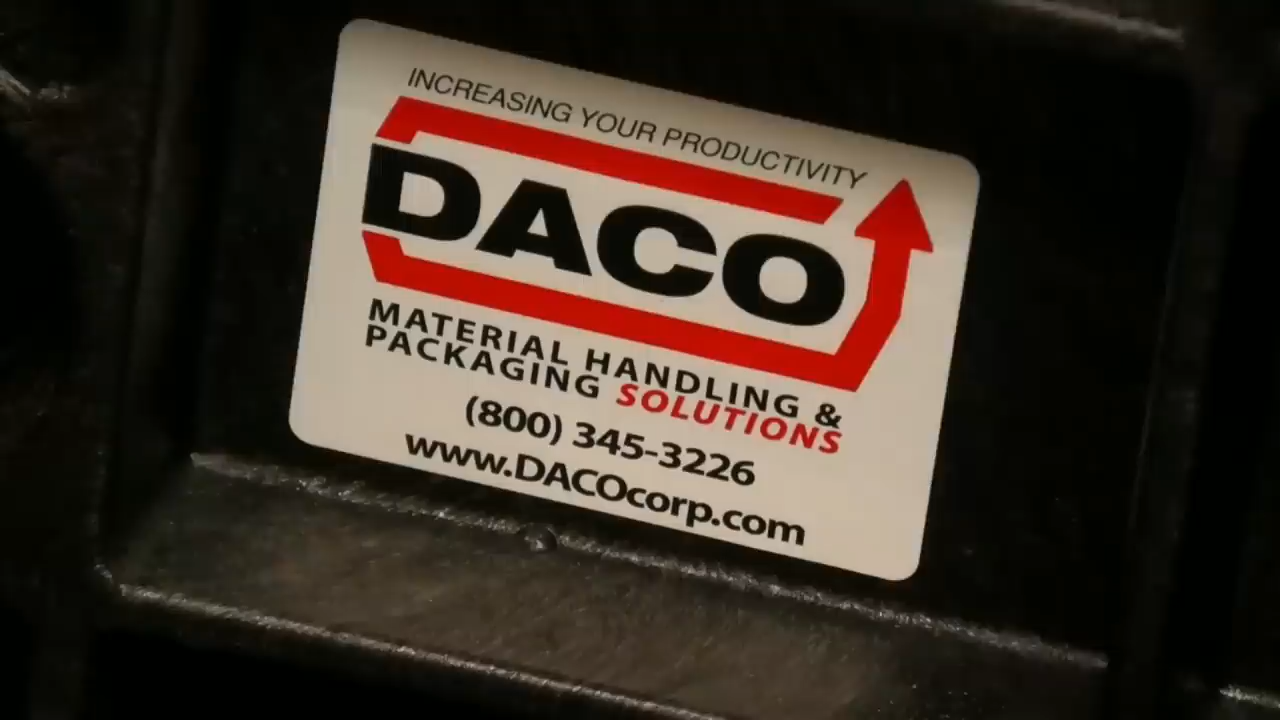 INCREASING YOUR PRODUCTIVITY
DACO
MATERIAL HANDLING &
PACKAGING SOLUTIONS
(800) 345-3226
www.DACOcorp.com